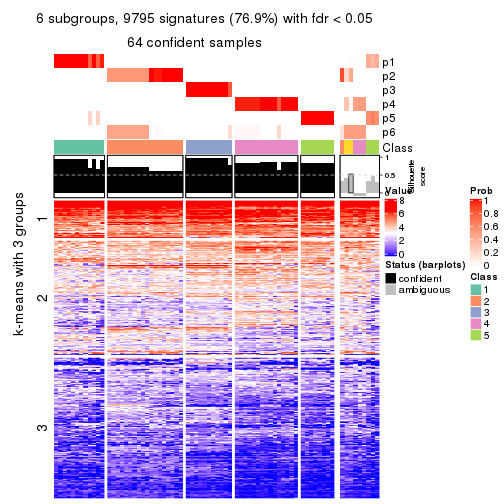 6 subgroups, 9795 signatures (76.9%) with fdr < 0.05
64 confident samples
p1
p2
p3
p4
p5
p6
Class
1
0.5
0
Silhouette
score
k-means with 3 groups
1
2
3
Value
8
6
4
2
0
Status (barplots)
confident
ambiguous
Prob
1
0.8
0.6
0.4
0.2
0
Class
1
2
3
4
5